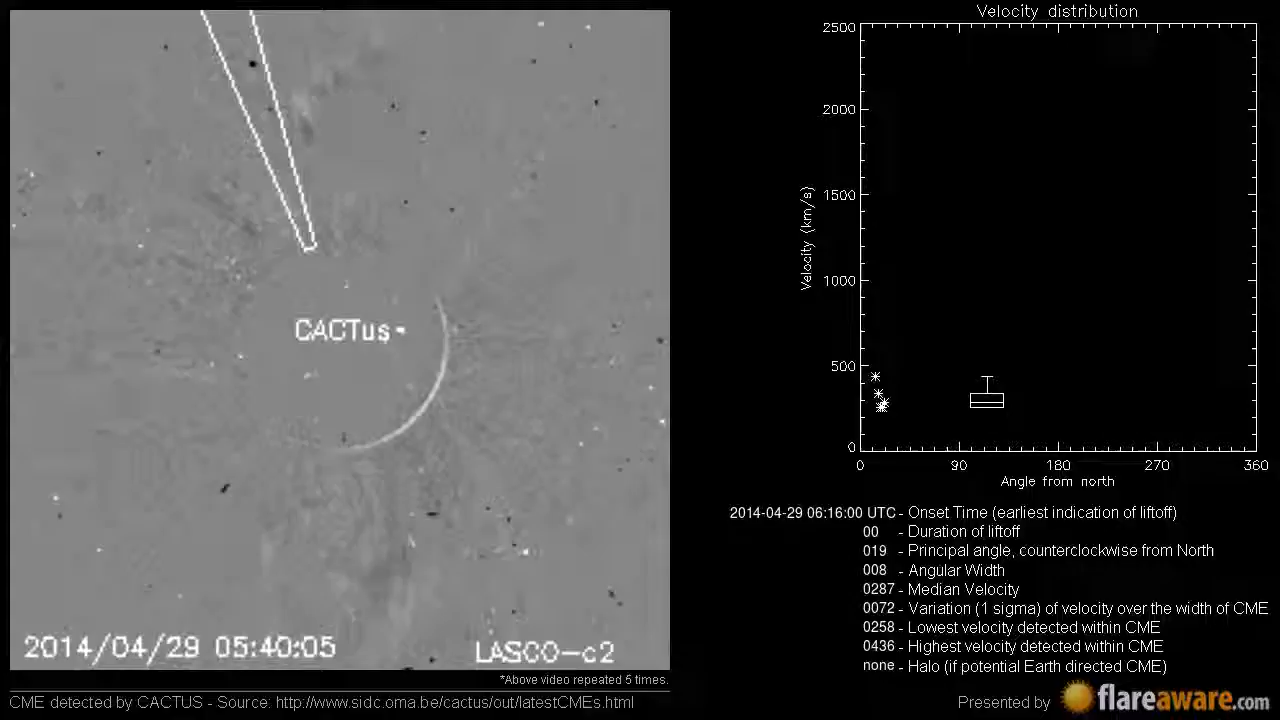 Velocity distribution
2500
2000
1500
1000
500
0
Velocity (km/s)
0 90 180 270 360
Angle from north
CACTus
2014/04/29 05:40:05
LASCO-c2
*Above video repeated 5 times.
CME detected by CACTUS - Source: http://www.sidc.oma.be/cactus/out/latestCMEs.html
2014-04-29 06:16:00 UTC - Onset Time (earliest indication of liftoff)
00 - Duration of liftoff
019 - Principal angle, counterclockwise from North
008 - Angular Width
0287 - Median Velocity
0072 - Variation (1 sigma) of velocity over the width of CME
0258 - Lowest velocity detected within CME
0436 - Highest velocity detected within CME
none - Halo (if potential Earth directed CME)
Presented by flareaware.com